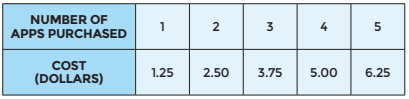 NUMBER OF
APPS PURCHASED 1 2 3 4 5
COST
(DOLLARS) 1.25 2.50 3.75 5.00 6.25